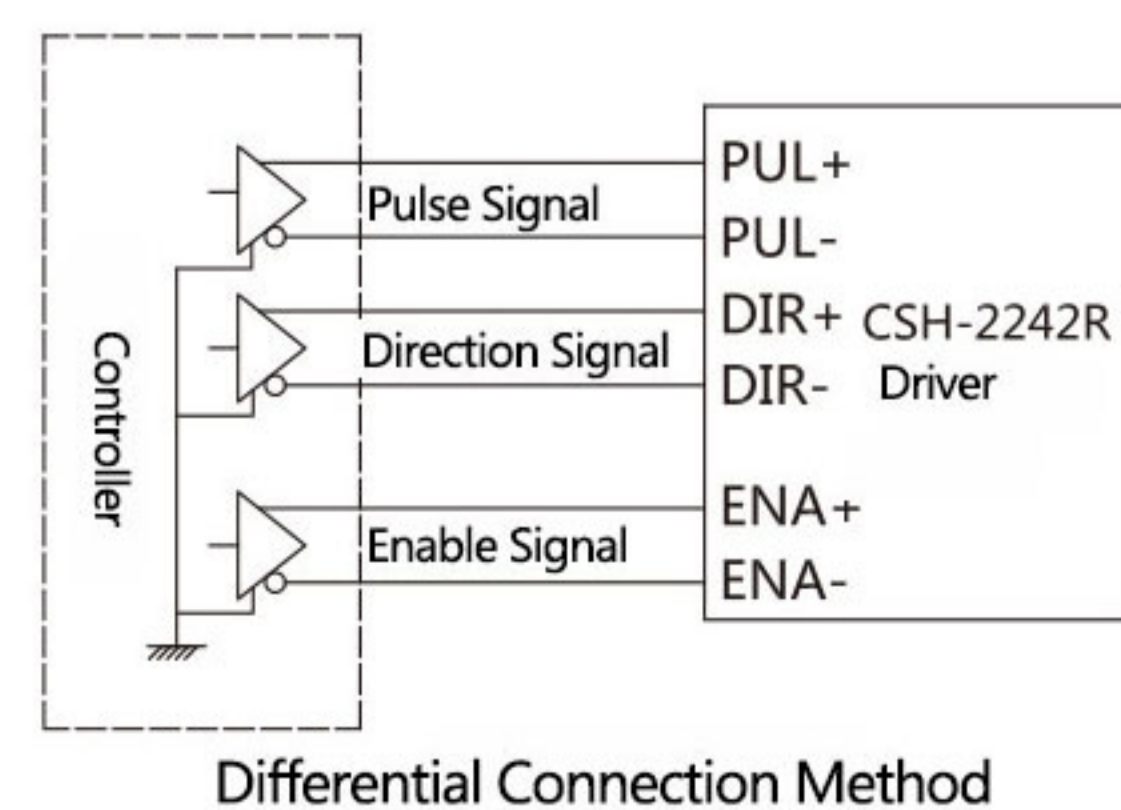 PUL+
Pulse Signal
PUL-
DIR+ CSH-2242R
Direction Signal
DIR- Driver
Controller
ENA+
Enable Signal
ENA-
Differential Connection Method